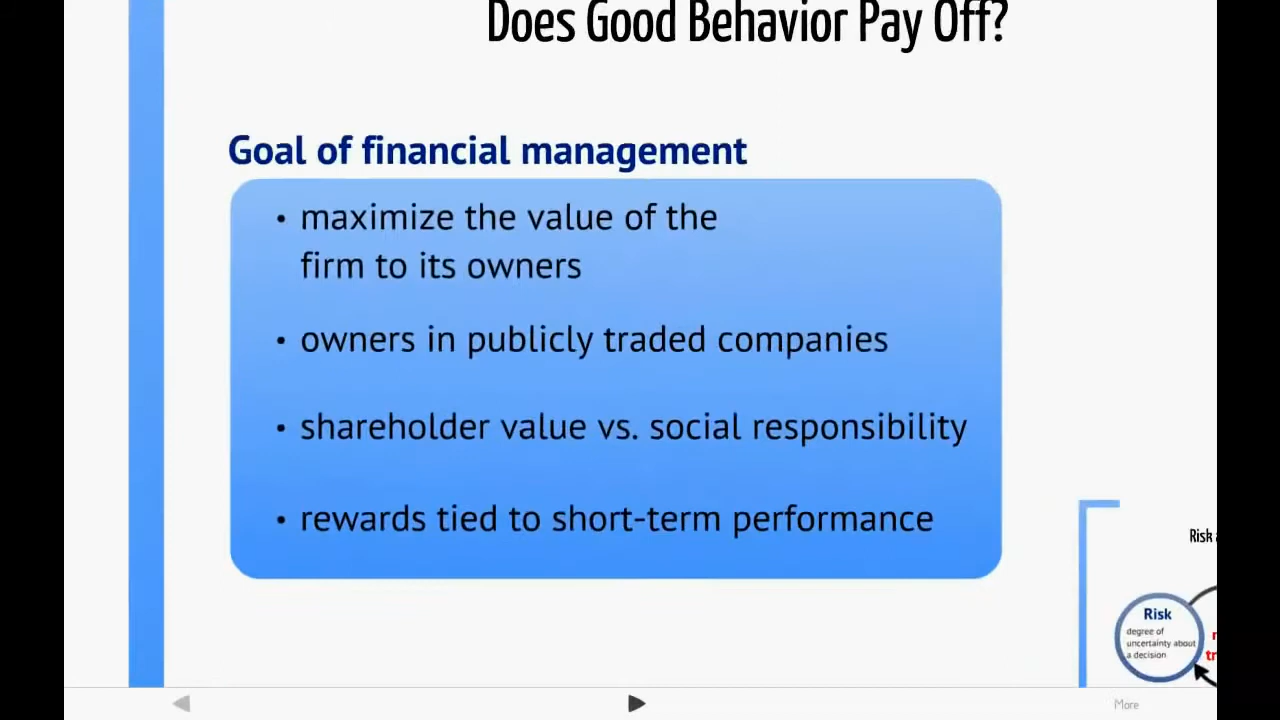 Does Good Behavior Pay Off?
Goal of financial management
• maximize the value of the
firm to its owners
• owners in publicly traded companies
• shareholder value vs. social responsibility
• rewards tied to short-term performance
Risk
Risk
degree of
uncertainty about
a decision
More